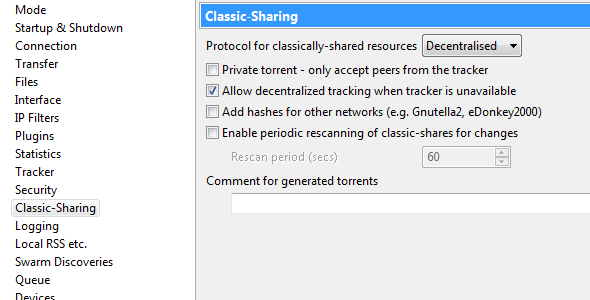 Mode
Startup & Shutdown
Connection
Transfer
Files
Interface
IP Filters
Plugins
Statistics
Tracker
Security
Classic-Sharing
Logging
Local RSS etc.
Swarm Discoveries
Queue
Devices
Classic-Sharing
Protocol for classically-shared resources Decentralised
Private torrent - only accept peers from the tracker
Allow decentralized tracking when tracker is unavailable
Add hashes for other networks (e.g. Gnutella2, eDonkey2000)
Enable periodic rescanning of classic-shares for changes
Rescan period (secs) 60
Comment for generated torrents